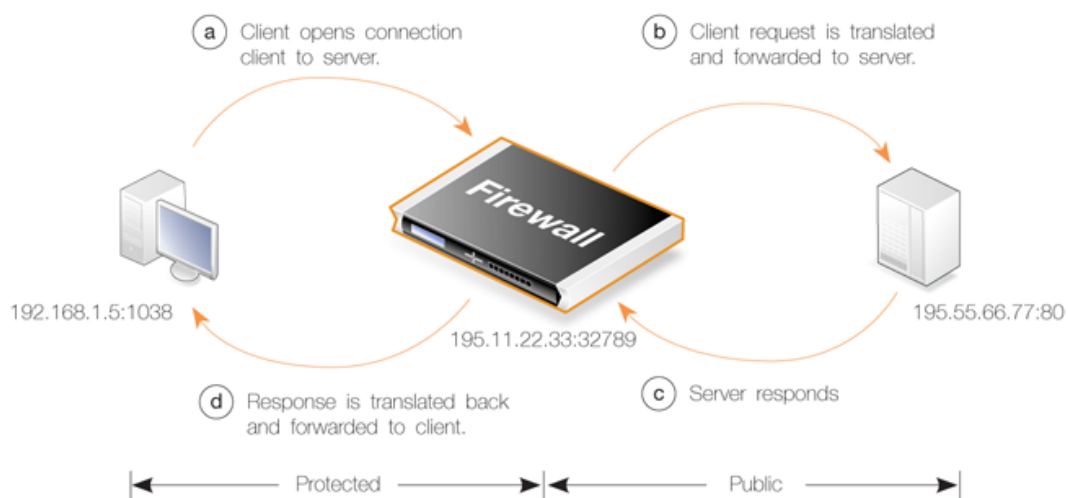 a Client opens connection
client to server.
b Client request is translated
and forwarded to server.
Firewall
192.168.1.5:1038
195.11.22.33:32789
195.55.66.77:80
d Response is translated back
and forwarded to client.
c Server responds
Protected
Public